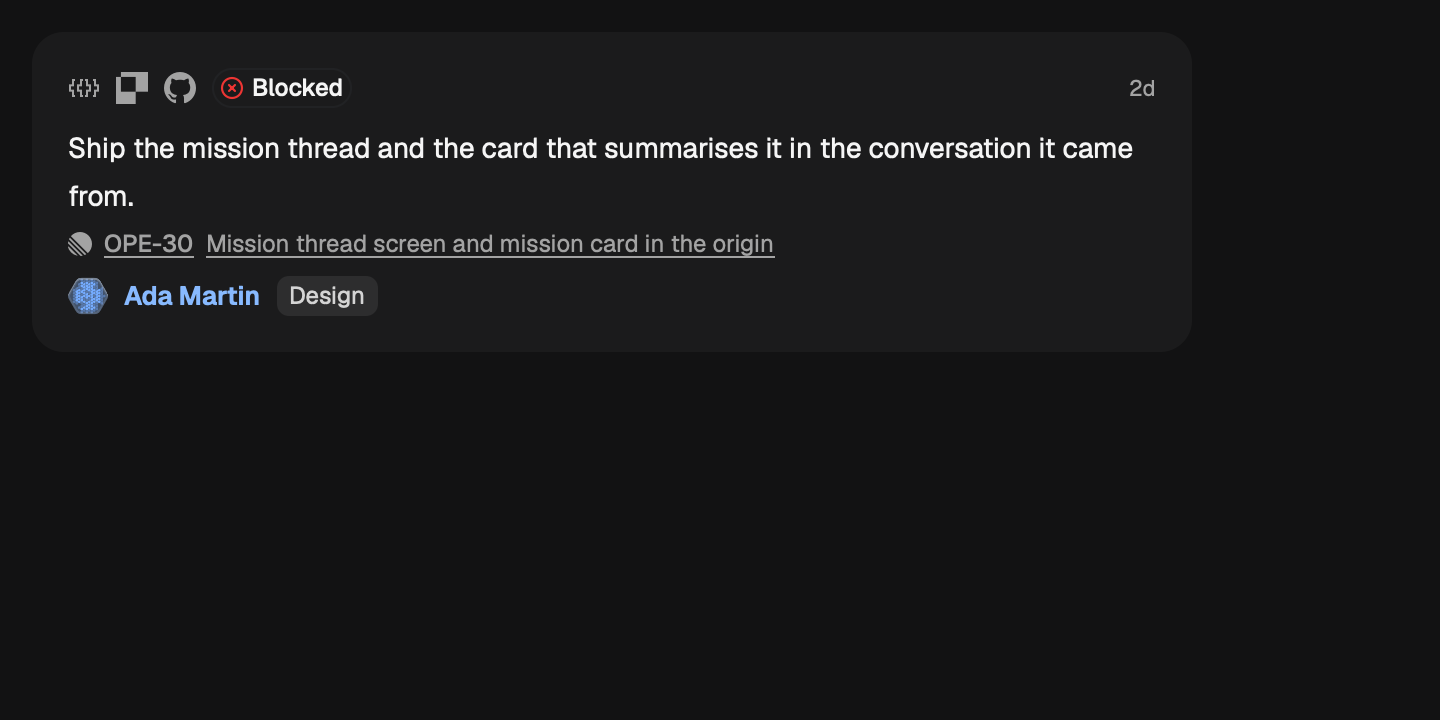 Blocked
2d
Ship the mission thread and the card that summarises it in the conversation it came
from.
OPE-30 Mission thread screen and mission card in the origin
Ada Martin Design